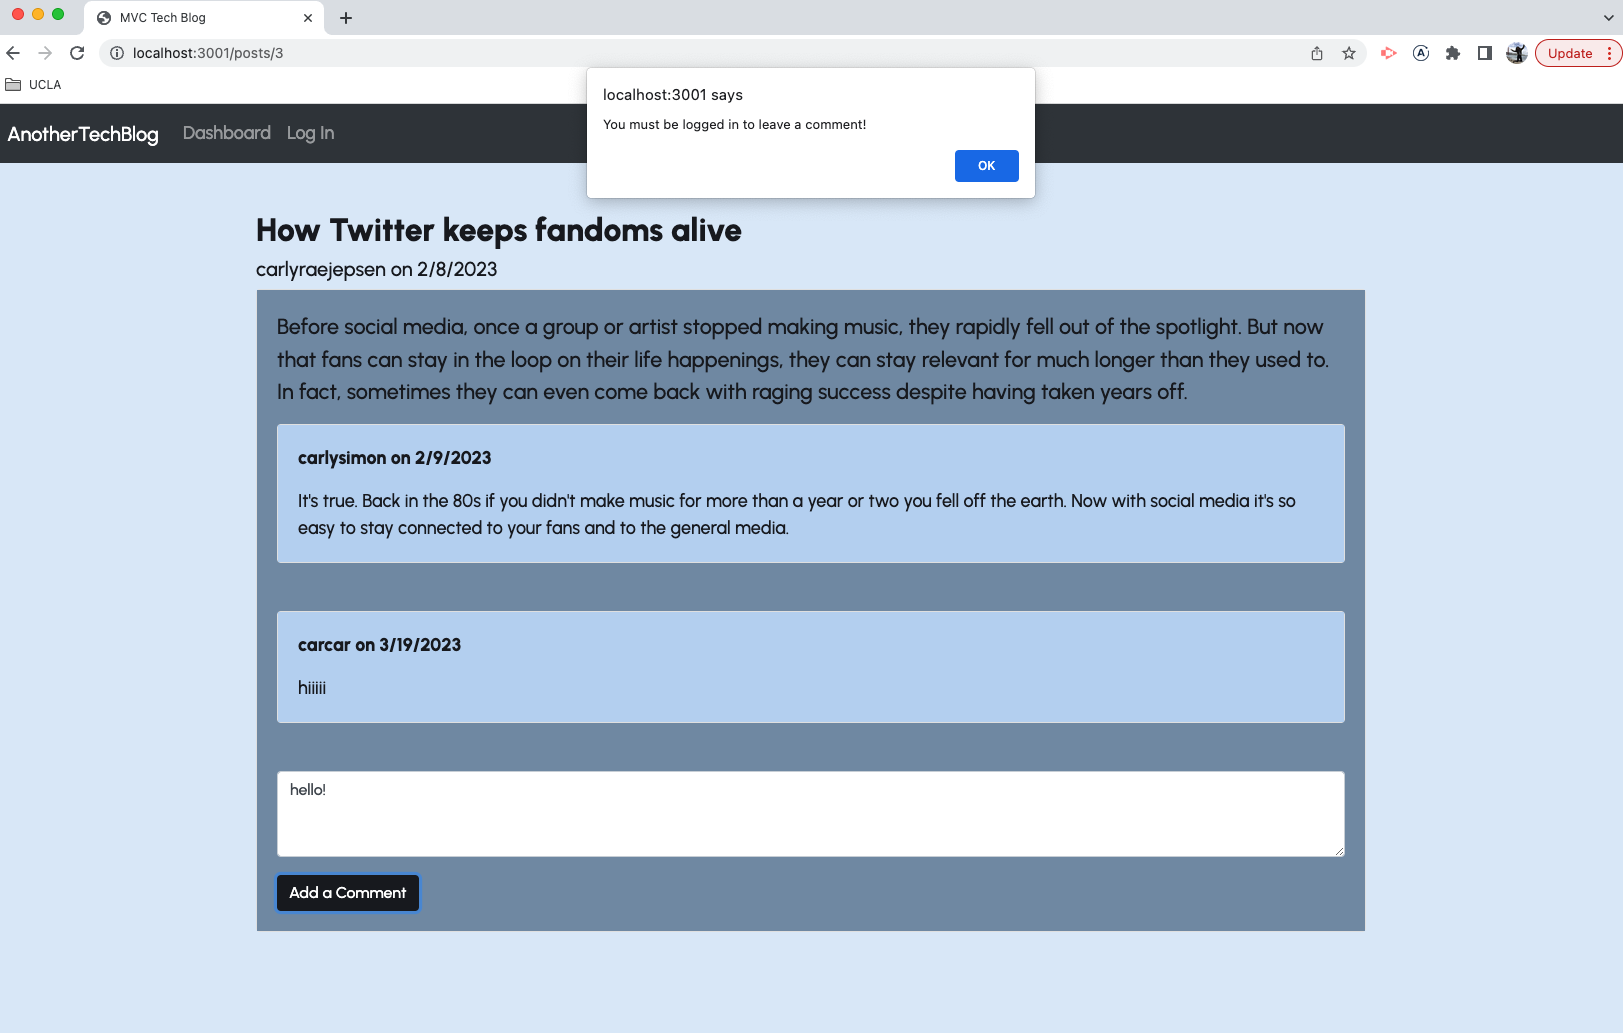 MVC Tech Blog
localhost:3001/posts/3
Update
UCLA
localhost:3001 says
You must be logged in to leave a comment!
OK
AnotherTechBlog Dashboard Log In
How Twitter keeps fandoms alive
carlyraejepsen on 2/8/2023
Before social media, once a group or artist stopped making music, they rapidly fell out of the spotlight. But now
that fans can stay in the loop on their life happenings, they can stay relevant for much longer than they used to.
In fact, sometimes they can even come back with raging success despite having taken years off.
carlysimon on 2/9/2023
It's true. Back in the 80s if you didn't make music for more than a year or two you fell off the earth. Now with social media it's so
easy to stay connected to your fans and to the general media.
carcar on 3/19/2023
hiiiiii
hello!
Add a Comment